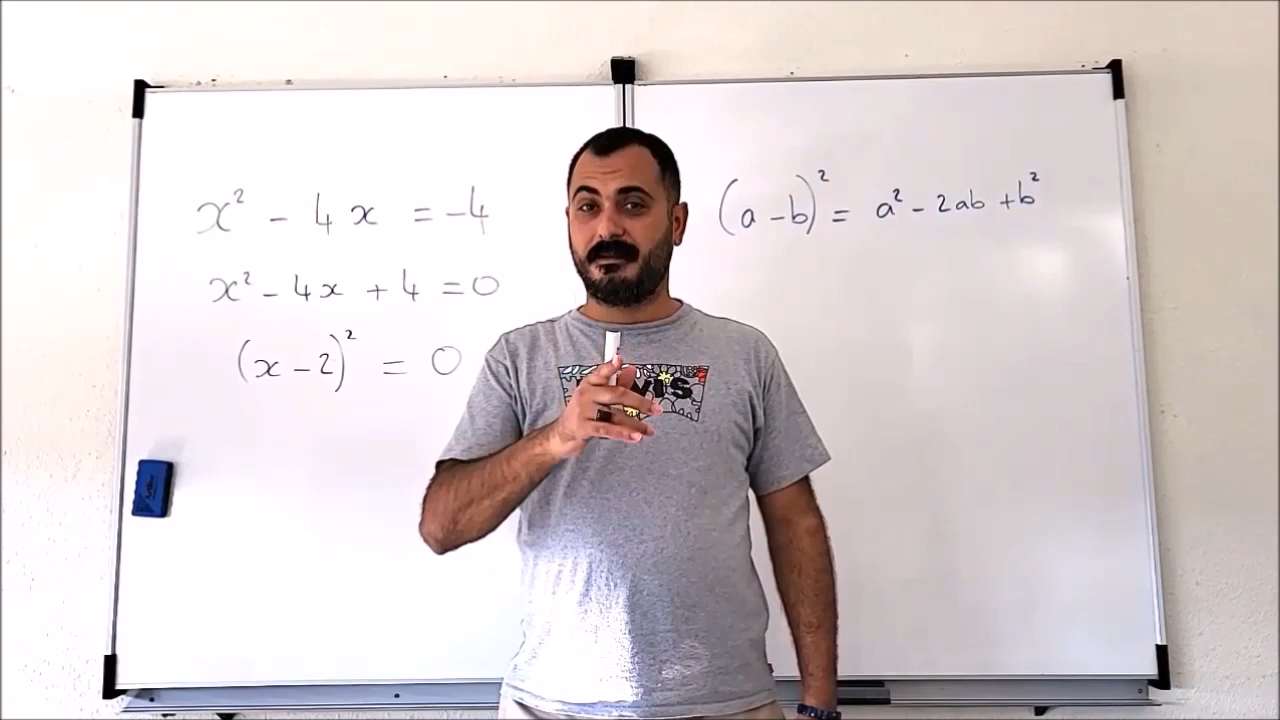 x² - 4x = -4
x² - 4x + 4 = 0
(x - 2)² = 0
(a - b)² = a² - 2ab + b²